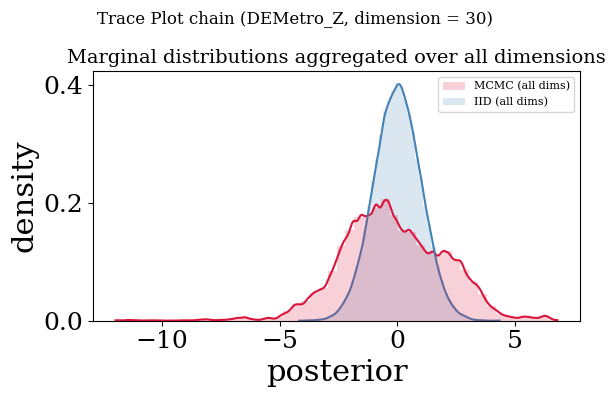 Trace Plot chain (DEMetro_Z, dimension = 30)
Marginal distributions aggregated over all dimensions
MCMC (all dims)
IID (all dims)
density
0.4
0.2
0.0
−10 −5 0 5
posterior